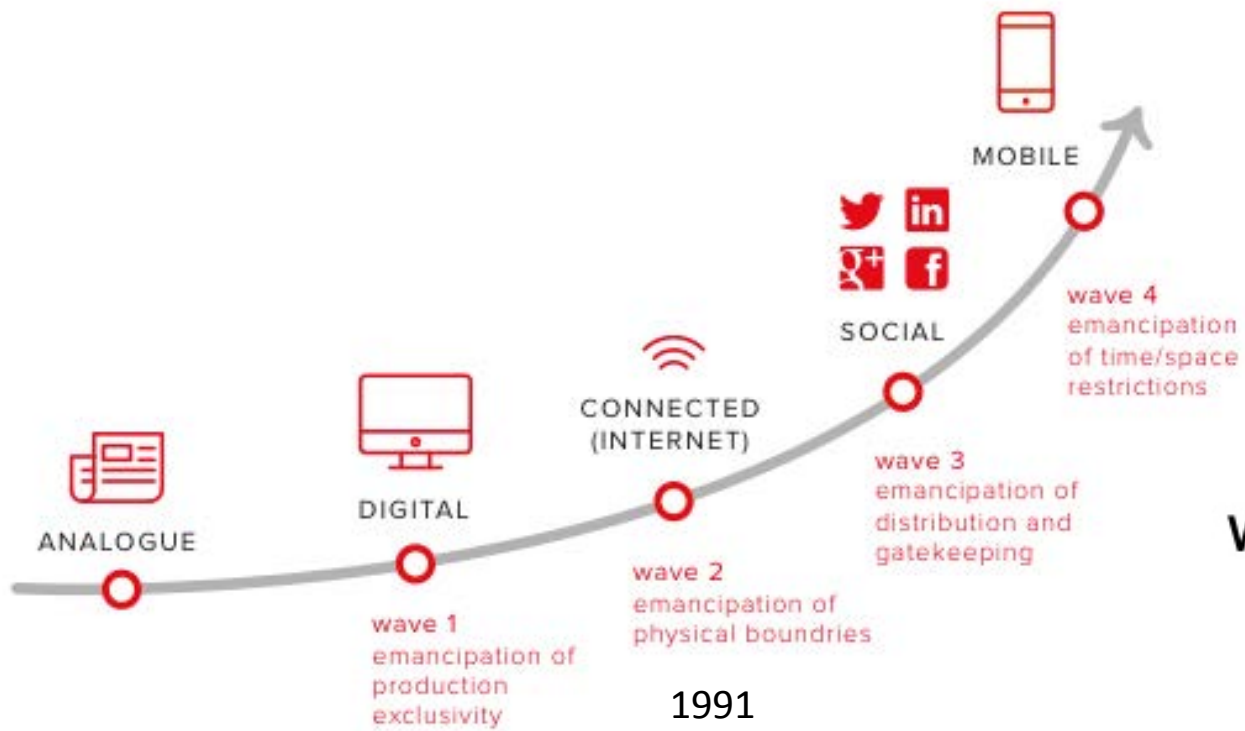 MOBILE
in
g+
f
wave 4
emancipation
of time/space
restrictions
SOCIAL
wave 3
emancipation of
distribution and
gatekeeping
CONNECTED
(INTERNET)
wave 2
emancipation of
physical boundries
DIGITAL
wave 1
emancipation of
production
exclusivity
ANALOGUE
1991